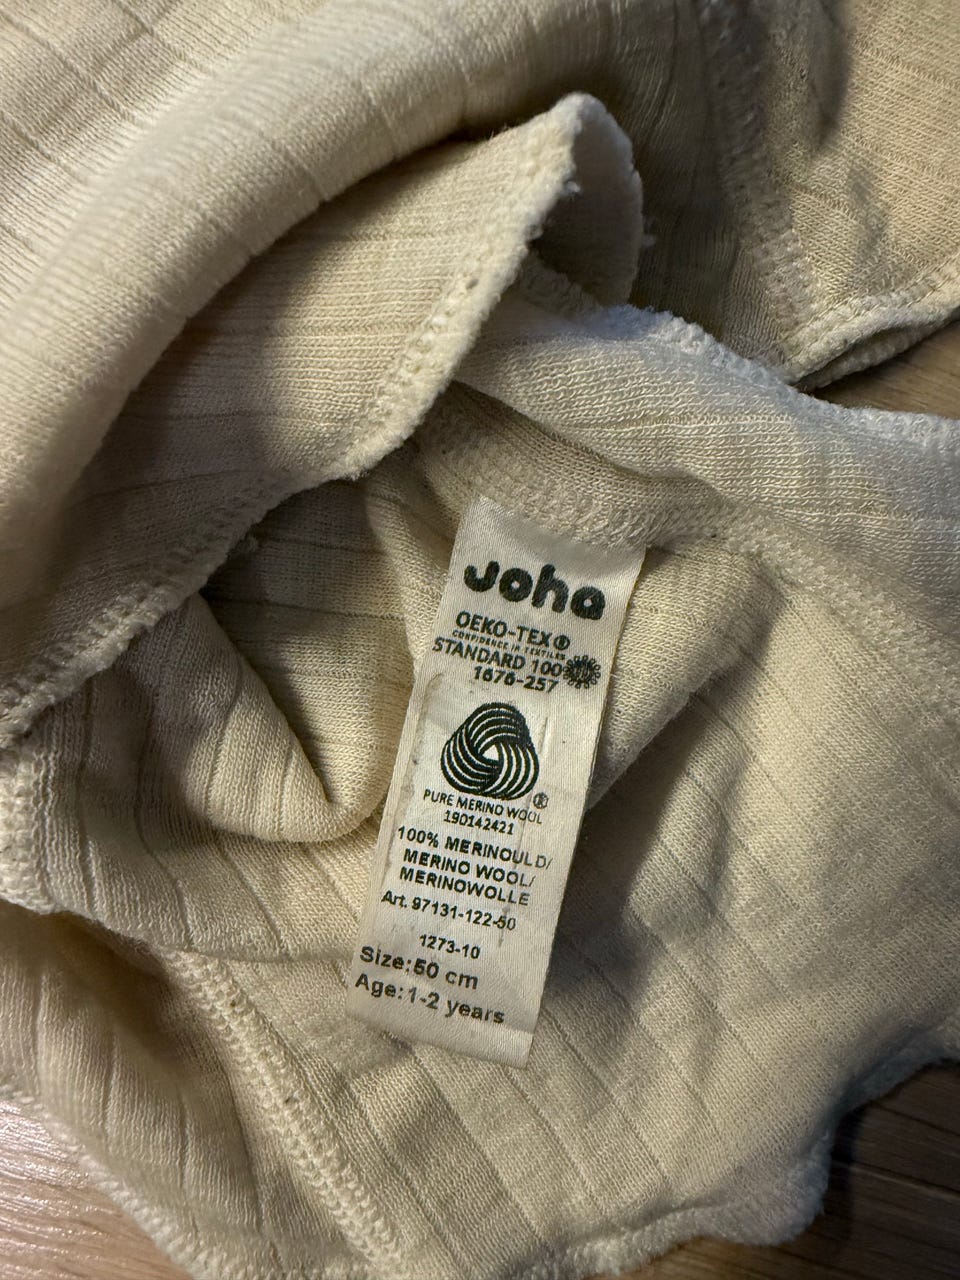 Joha
OEKO-TEX®
CONFIDENCE IN TEXTILES
STANDARD 100
1676-257
PURE MERINO WOOL
®
190142421
100% MERINOULD/
MERINO WOOL/
MERINOWOLLE
Art. 97131-122-50
1273-10
Size: 50 cm
Age: 1-2 years